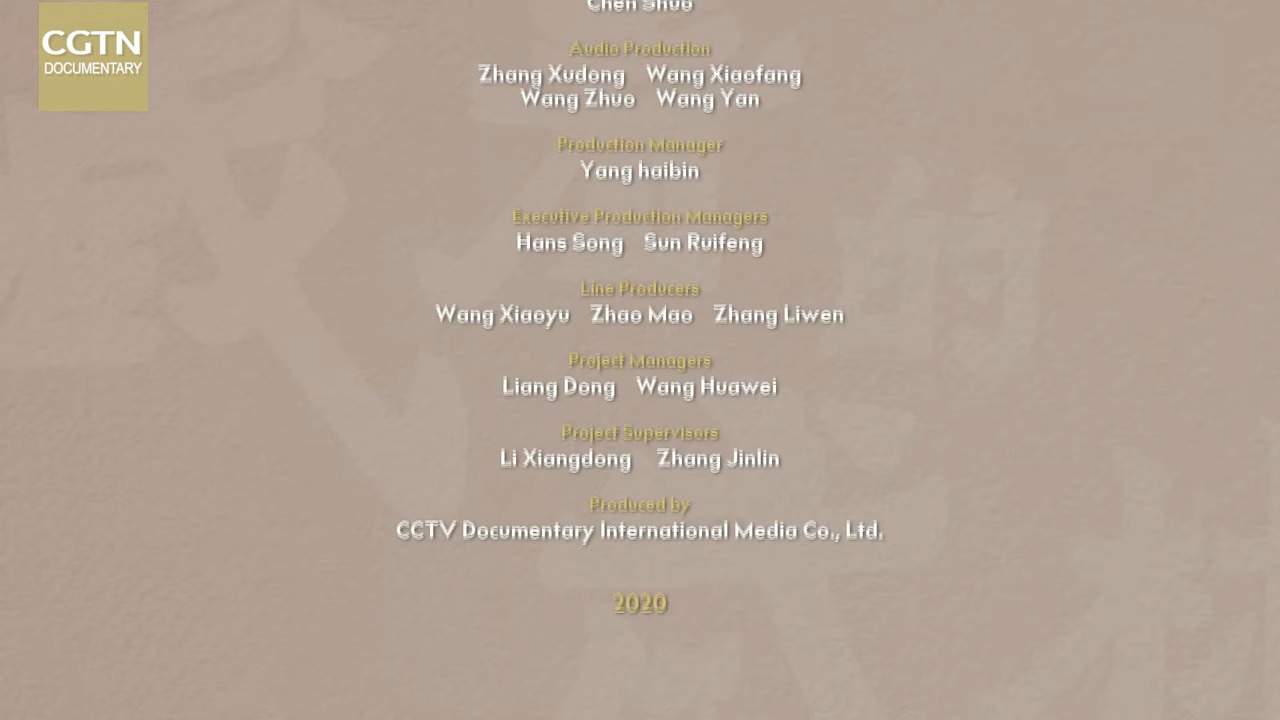 CGTN
DOCUMENTARY
Chen Shuo
Audio Production
Zhang Xudong Wang Xiaofang
Wang Zhuo Wang Yan
Production Manager
Yang haibin
Executive Production Managers
Hans Song Sun Ruifeng
Line Producers
Wang Xiaoyu Zhao Mao Zhang Liwen
Project Managers
Liang Dong Wang Huawei
Project Supervisors
Li Xiangdong Zhang Jinlin
Produced by
CCTV Documentary International Media Co., Ltd.
2020